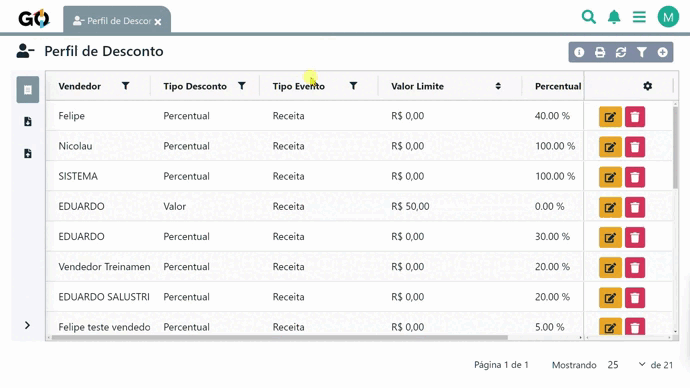 GO Perfil de Descon M
Perfil de Desconto
Vendedor Tipo Desconto Tipo Evento Valor Limite Percentual
Felipe Percentual Receita R$ 0,00 40.00 %
Nicolau Percentual Receita R$ 0,00 100.00 %
SISTEMA Percentual Receita R$ 0,00 100.00 %
EDUARDO Valor Receita R$ 50,00 0.00 %
EDUARDO Percentual Receita R$ 0,00 30.00 %
Vendedor Treinamen Percentual Receita R$ 0,00 20.00 %
EDUARDO SALUSTRI Percentual Receita R$ 0,00 20.00 %
Felipe teste vendedo Percentual Receita R$ 0,00 5.00 %
Página 1 de 1 Mostrando 25 de 21